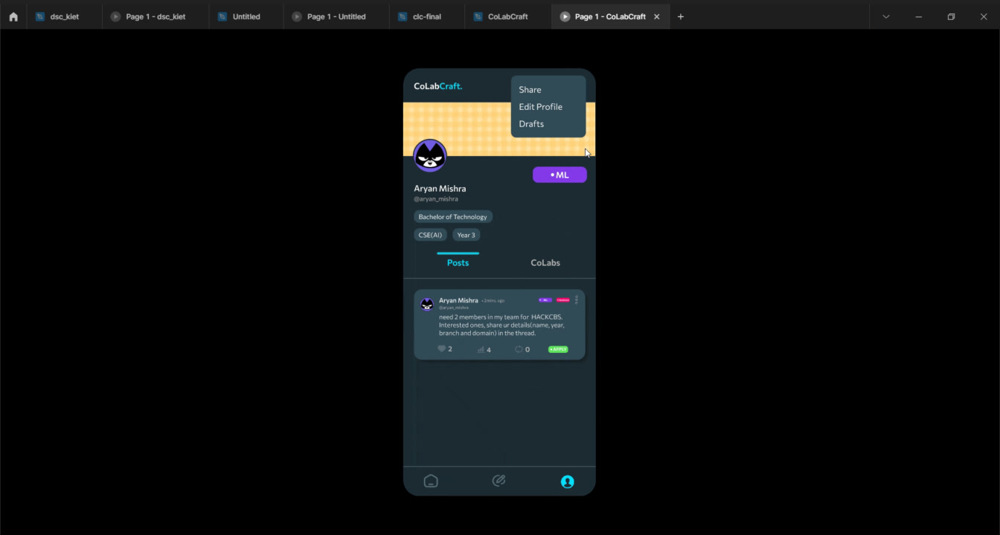 dsc_kiet
Page 1 - dsc_kiet
Untitled
Page 1 - Untitled
clc-final
CoLabCraft
Page 1 - CoLabCraft
CoLabCraft.
Share
Edit Profile
Drafts
• ML
Aryan Mishra
@aryan_mishra
Bachelor of Technology
CSE(AI)
Year 3
Posts
CoLabs
Aryan Mishra • 2mins. ago
@aryan_mishra
need 2 members in my team for HACKCBS.
Interested ones, share ur details(name, year,
branch and domain) in the thread.
2
4
0
• APPLY